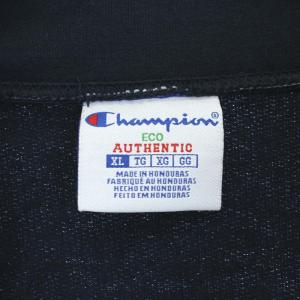 Champion
ECO
AUTHENTIC
XL TG XG GG
MADE IN HONDURAS
FABRIQUÉ AU HONDURAS
HECHO EN HONDURAS
FEITO EM HONDURAS